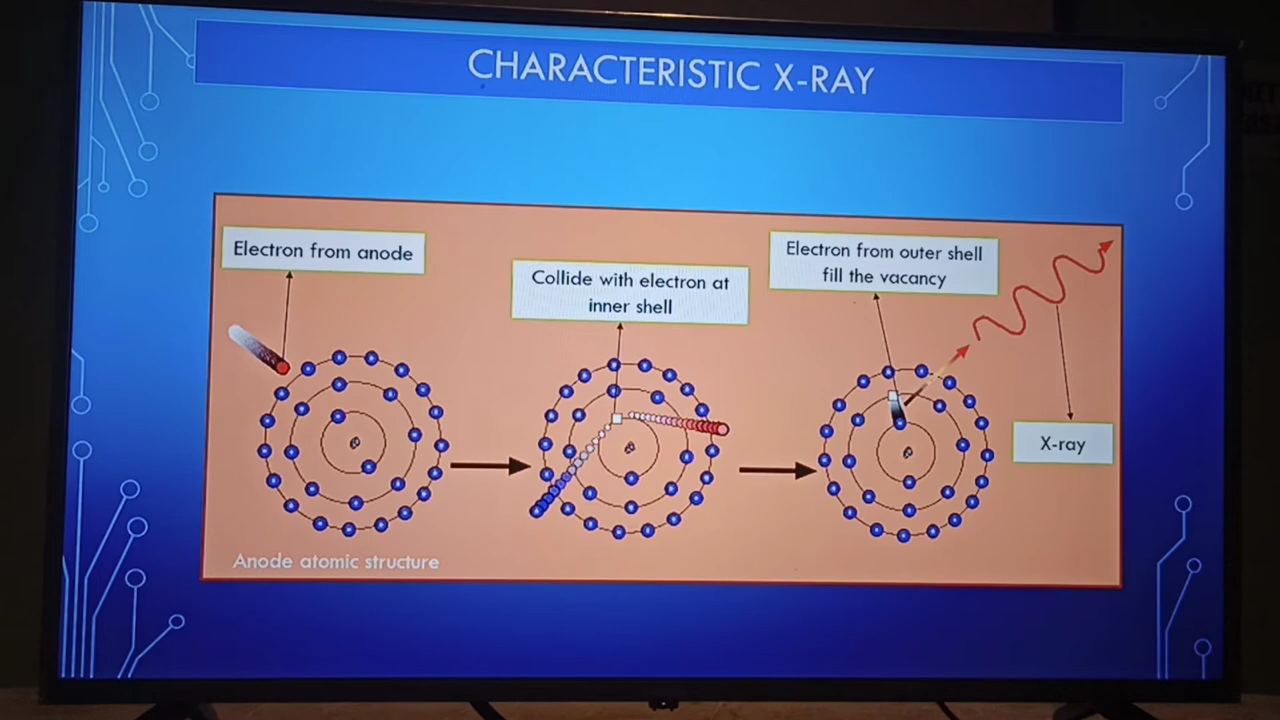 CHARACTERISTIC X-RAY
Electron from anode
Collide with electron at
inner shell
Electron from outer shell
fill the vacancy
X-ray
Anode atomic structure